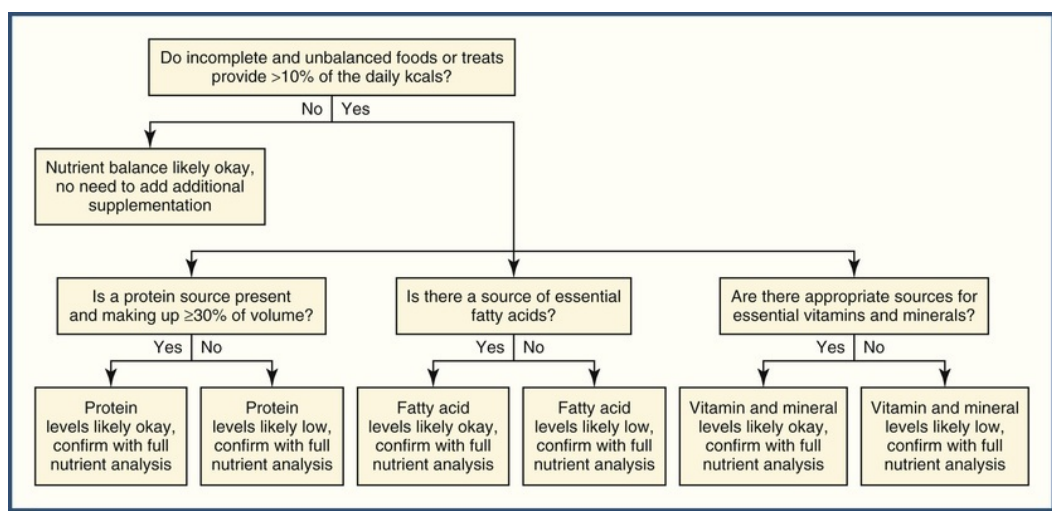 Do incomplete and unbalanced foods or treats
provide >10% of the daily kcals?
No Yes
Nutrient balance likely okay,
no need to add additional
supplementation
Is a protein source present
and making up ≥30% of volume?
Is there a source of essential
fatty acids?
Are there appropriate sources for
essential vitamins and minerals?
Yes No
Yes No
Yes No
Protein
levels likely okay,
confirm with full
nutrient analysis
Protein
levels likely low,
confirm with full
nutrient analysis
Fatty acid
levels likely okay,
confirm with full
nutrient analysis
Fatty acid
levels likely low,
confirm with full
nutrient analysis
Vitamin and mineral
levels likely okay,
confirm with full
nutrient analysis
Vitamin and mineral
levels likely low,
confirm with full
nutrient analysis